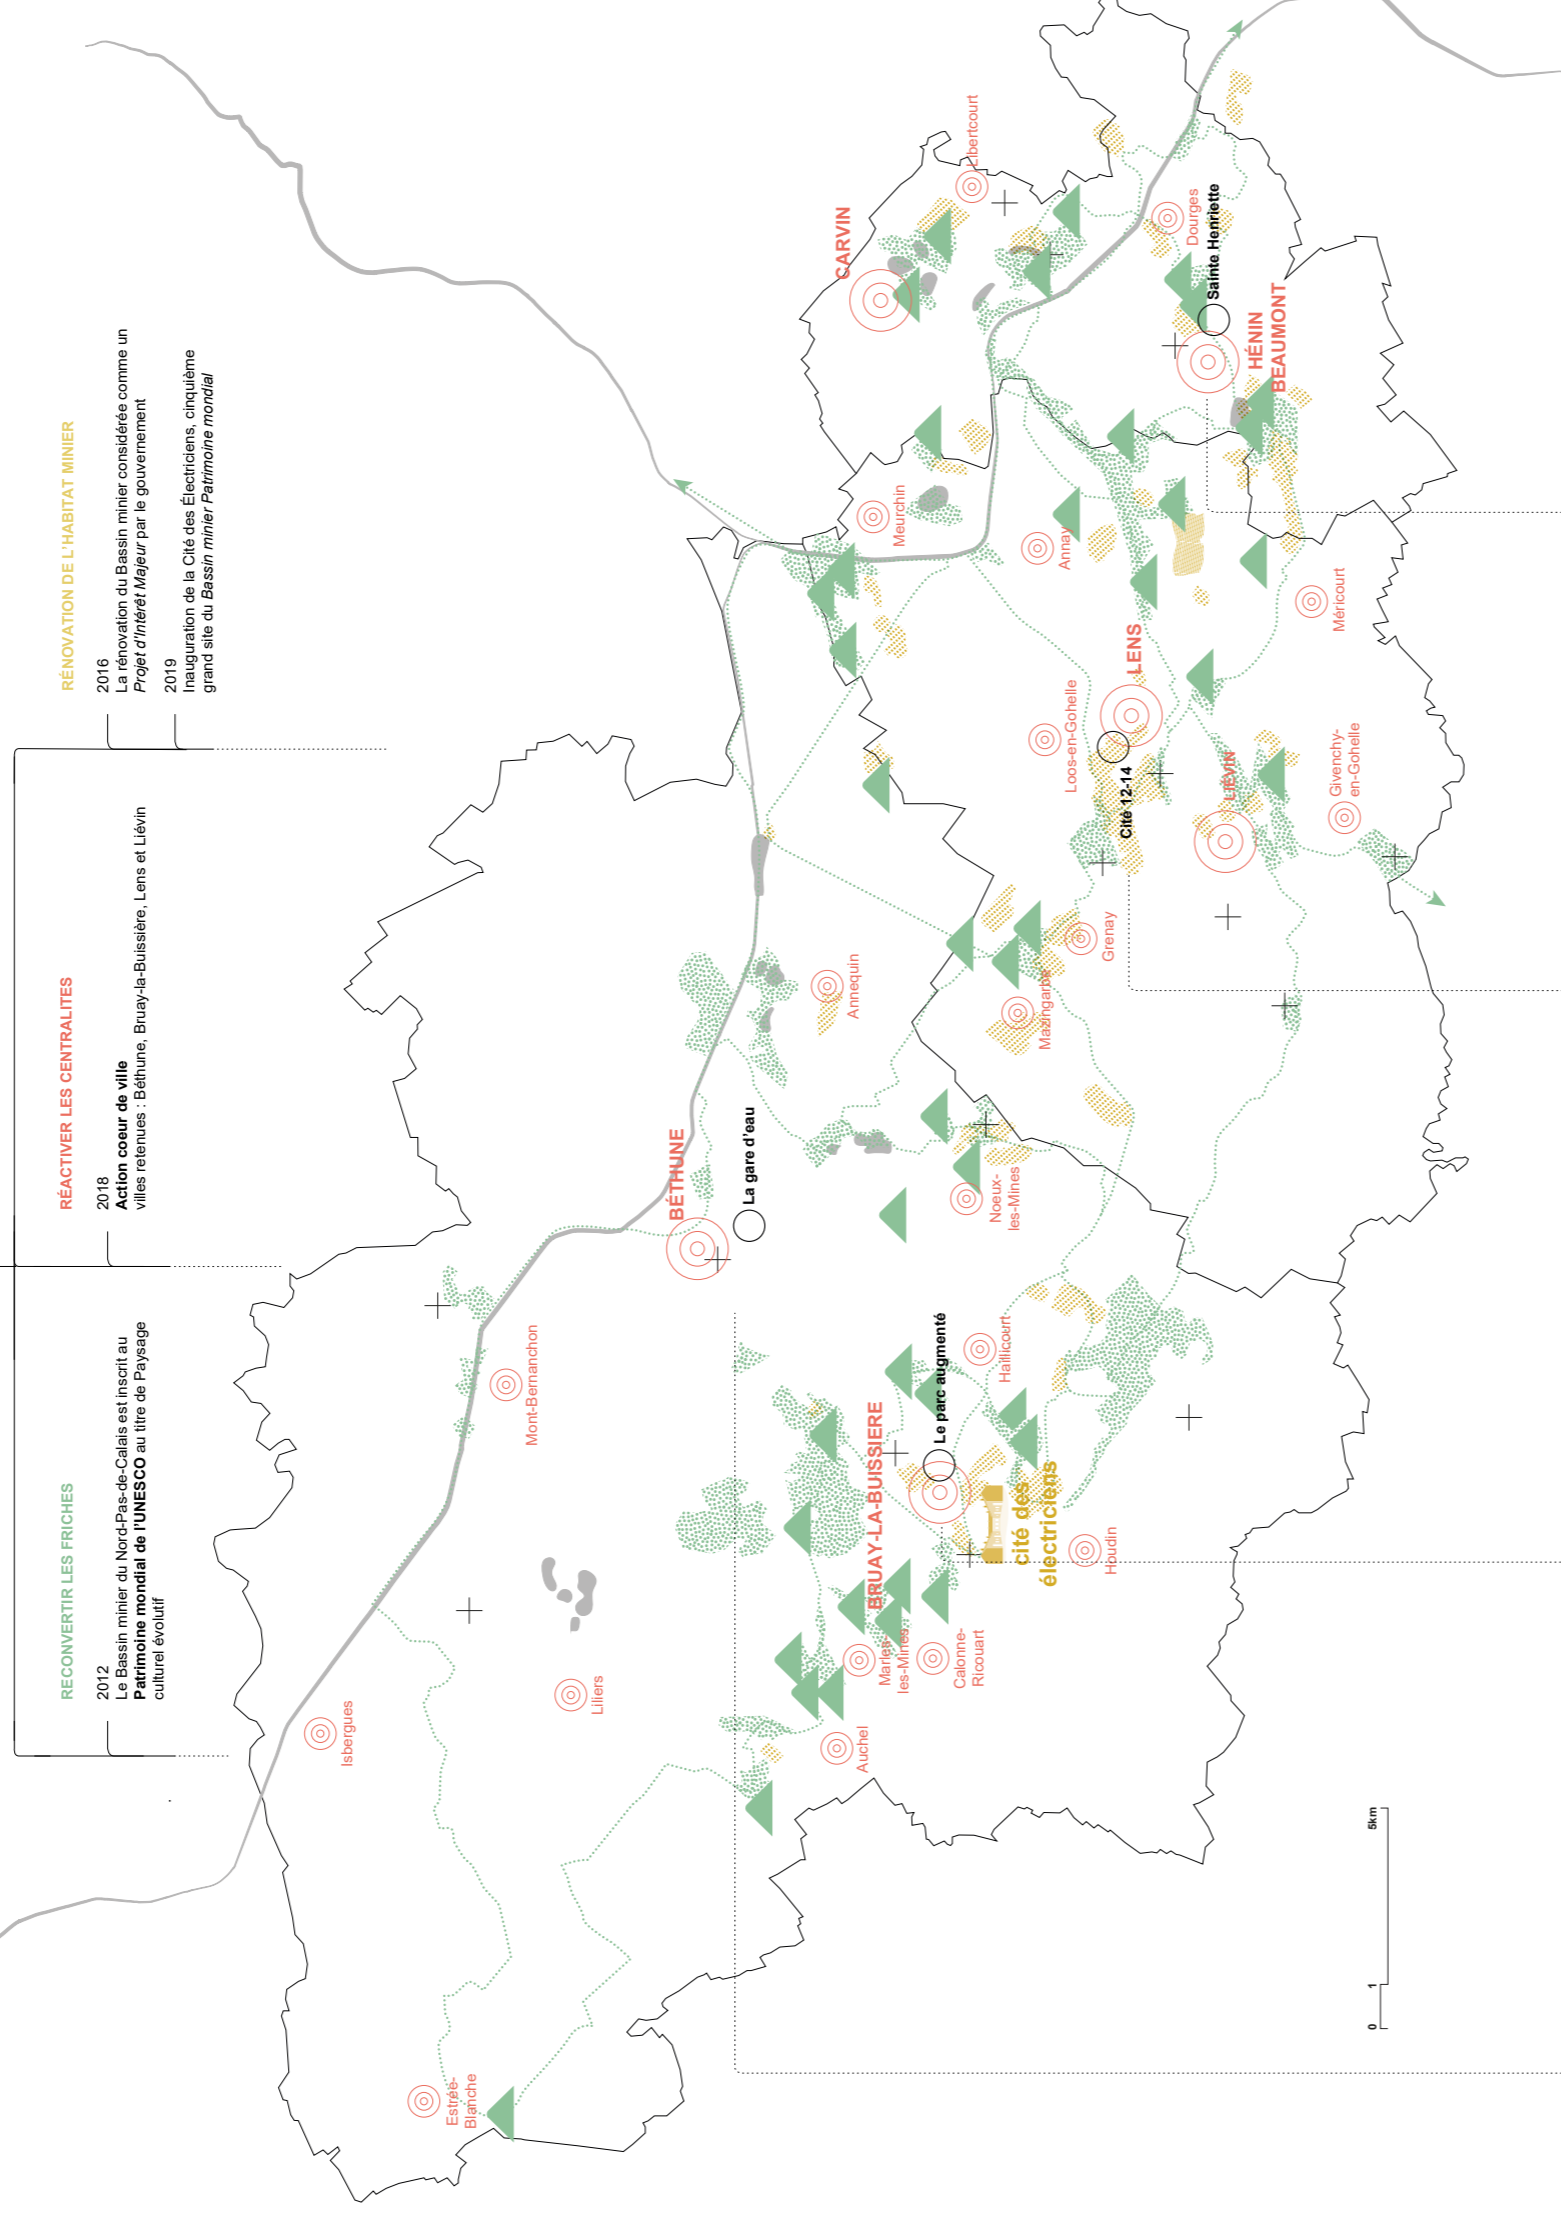 RECONVERTIR LES FRICHES
2012
Le Bassin minier du Nord-Pas-de-Calais est inscrit au
Patrimoine mondial de l'UNESCO au titre de Paysage
culturel évolutif
RÉACTIVER LES CENTRALITES
2018
Action coeur de ville
villes retenues : Béthune, Bruay-la-Buissière, Lens et Liévin
RÉNOVATION DE L'HABITAT MINIER
2016
La rénovation du Bassin minier considérée comme un
Projet d'Intérêt Majeur par le gouvernement
2019
Inauguration de la Cité des Électriciens, cinquième
grand site du Bassin minier Patrimoine mondial
Isbergues
Estrée-
Blanche
Mont-Bernanchon
Liliers
BÉTHUNE
La gare d'eau
Annequin
Auchel
Marles-
les-Mines
BRUAY-LA-BUISSIERE
Calonne-
Ricouart
Le parc augmenté
Haillicourt
Noeux-
les-Mines
cité des
électriciens
Houdin
Mazingarbe
Grenay
Meurchin
CARVIN
Libertcourt
Annay
Loos-en-Gohelle
LENS
Cité 12-14
LIÉVIN
Givenchy-
en-Gohelle
Méricourt
Dourges
Sainte Henriette
HÉNIN
BEAUMONT
0
1
5km